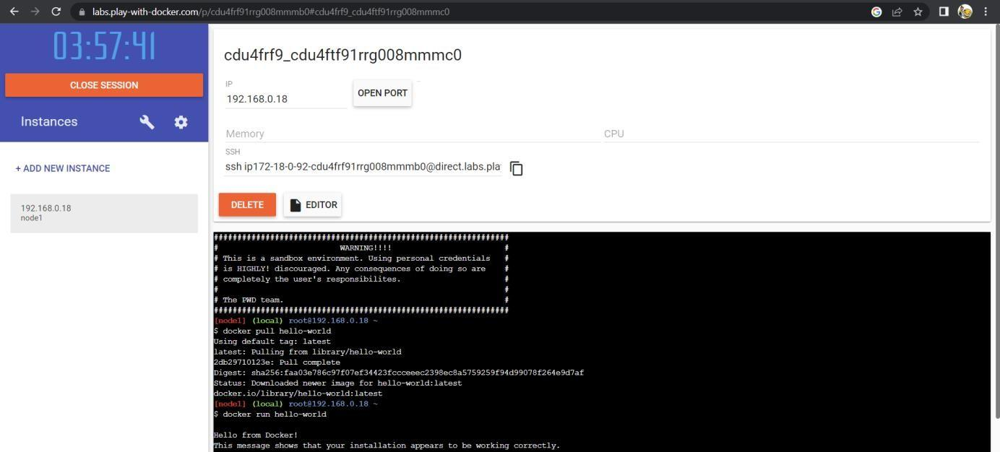 labs.play-with-docker.com/p/cdu4frf91rrg008mmmb0#cdu4frf9_cdu4ftf91rrg008mmmc0
03:57:41
CLOSE SESSION
Instances
+ ADD NEW INSTANCE
192.168.0.18
node1
cdu4frf9_cdu4ftf91rrg008mmmc0
IP
192.168.0.18
OPEN PORT
Memory
CPU
SSH
ssh ip172-18-0-92-cdu4frf91rrg008mmmb0@direct.labs.pla
DELETE
EDITOR
###############################################################
#                          WARNING!!!!                        #
# This is a sandbox environment. Using personal credentials   #
# is HIGHLY! discouraged. Any consequences of doing so are    #
# completely the user's responsibilites.                      #
#                                                             #
# The PWD team.                                               #
###############################################################
[node1] (local) root@192.168.0.18 ~
$ docker pull hello-world
Using default tag: latest
latest: Pulling from library/hello-world
2db29710123e: Pull complete
Digest: sha256:faa03e786c97f07ef34423fccceeec2398ec8a5759259f94d99078f264e9d7af
Status: Downloaded newer image for hello-world:latest
docker.io/library/hello-world:latest
[node1] (local) root@192.168.0.18 ~
$ docker run hello-world
Hello from Docker!
This message shows that your installation appears to be working correctly.